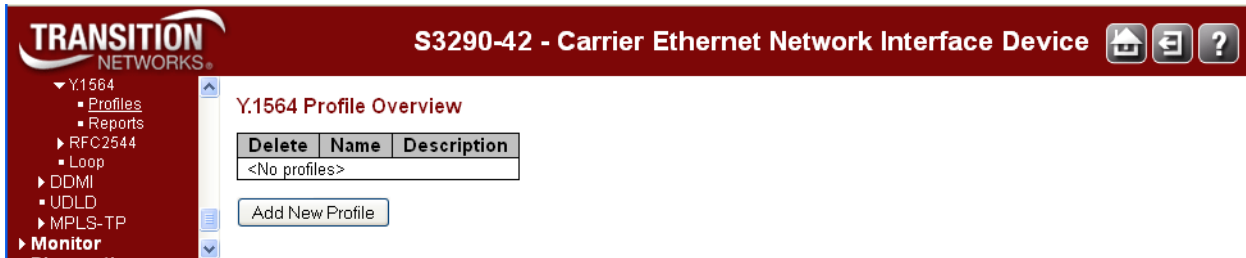 TRANSITION
NETWORKS®
S3290-42 - Carrier Ethernet Network Interface Device
?
Y.1564
Profiles
Reports
RFC2544
Loop
DDMI
UDLD
MPLS-TP
Monitor
Y.1564 Profile Overview
Delete Name Description
<No profiles>
Add New Profile